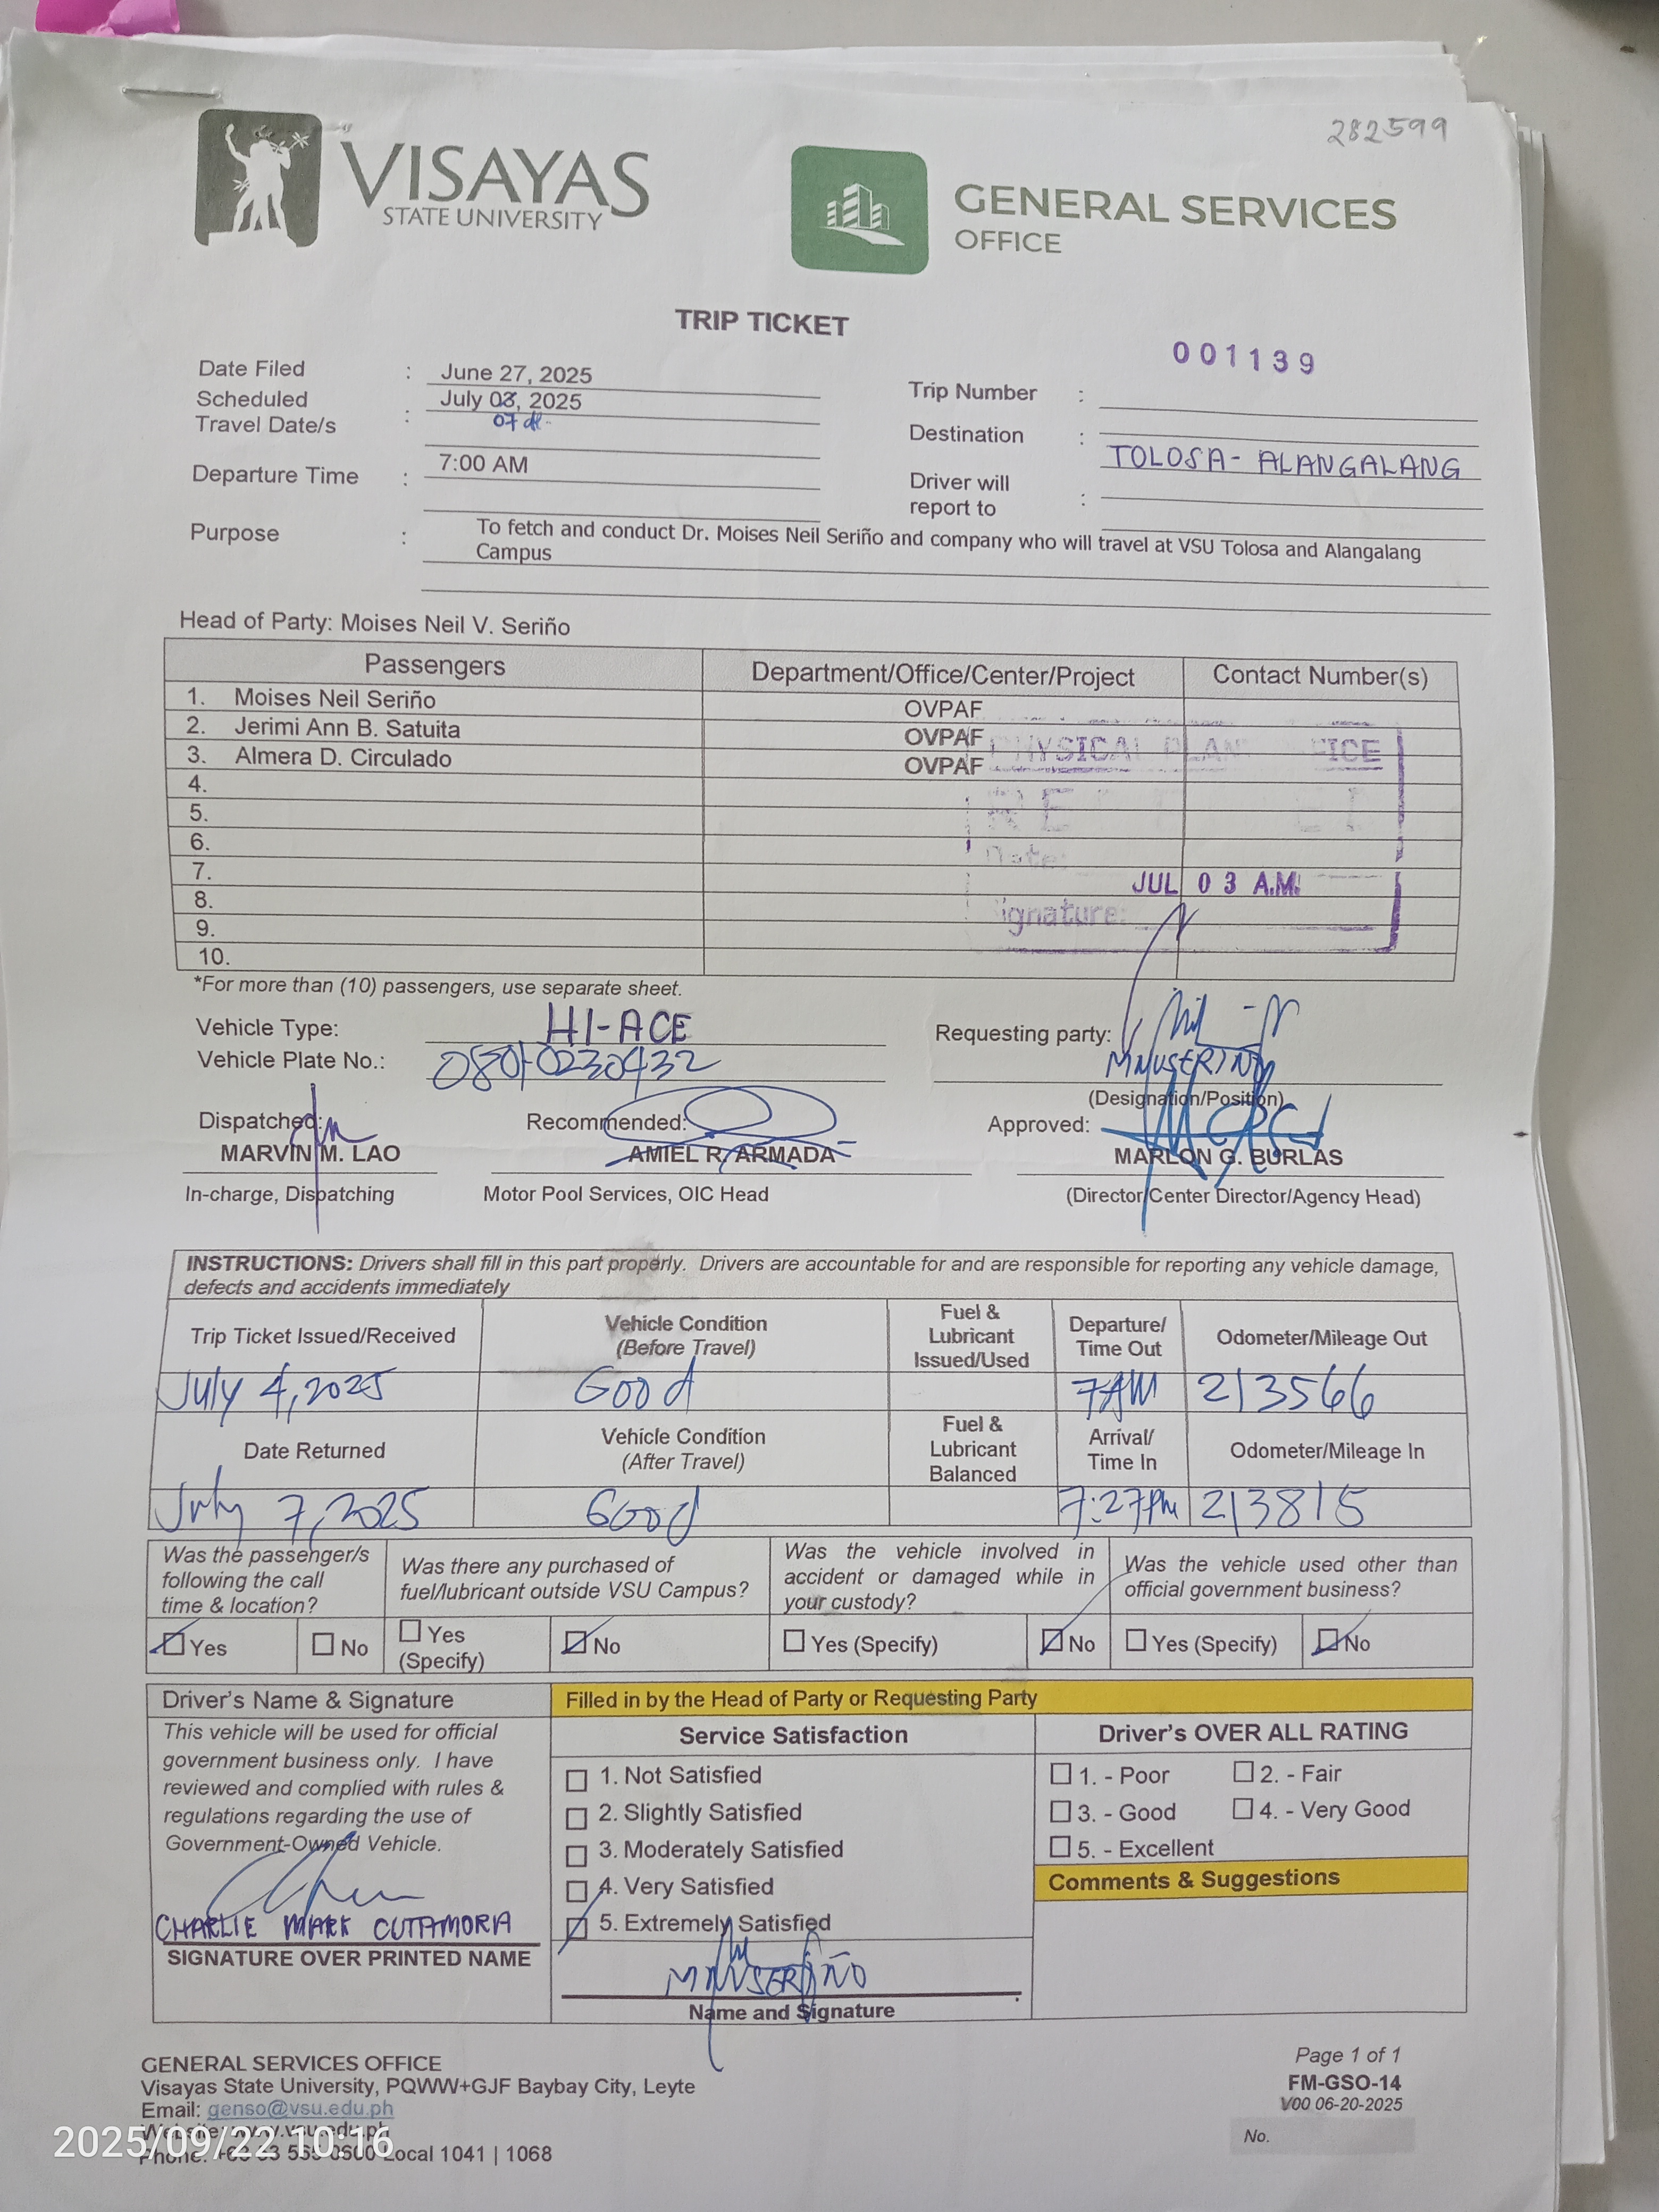 282599
VISAYAS
STATE UNIVERSITY
GENERAL SERVICES
OFFICE
TRIP TICKET
001139
Date Filed : June 27, 2025
Scheduled Travel Date/s : July 03, 2025
07
Departure Time : 7:00 AM
Trip Number :
Destination : TOLOSA - ALANGALANG
Driver will report to :
Purpose : To fetch and conduct Dr. Moises Neil Seriño and company who will travel at VSU Tolosa and Alangalang
Campus
Head of Party: Moises Neil V. Seriño
Passengers Department/Office/Center/Project Contact Number(s)
1. Moises Neil Seriño OVPAF
2. Jerimi Ann B. Satuita OVPAF
3. Almera D. Circulado OVPAF
4.
5.
6.
7.
8.
9.
10.
PHYSICAL PLAN ICE
Date:
JUL 03 A.M.
ignature:
*For more than (10) passengers, use separate sheet.
Vehicle Type: HI-ACE
Vehicle Plate No.: 0801-0230432
Requesting party:
MNVSERIÑO
(Designation/Position)
Dispatched: Recommended: Approved:
MARVIN M. LAO AMIEL R. ARMADA MARLON G. BURLAS
In-charge, Dispatching Motor Pool Services, OIC Head (Director/Center Director/Agency Head)
INSTRUCTIONS: Drivers shall fill in this part properly. Drivers are accountable for and are responsible for reporting any vehicle damage,
defects and accidents immediately
Trip Ticket Issued/Received Vehicle Condition (Before Travel) Fuel & Lubricant Issued/Used Departure/ Time Out Odometer/Mileage Out
July 4, 2025 Good 7AM 213566
Date Returned Vehicle Condition (After Travel) Fuel & Lubricant Balanced Arrival/ Time In Odometer/Mileage In
July 7, 2025 Good 7:27PM 213815
Was the passenger/s following the call time & location?
Was there any purchased of fuel/lubricant outside VSU Campus?
Was the vehicle involved in accident or damaged while in your custody?
Was the vehicle used other than official government business?
Yes No Yes (Specify) No Yes (Specify) No Yes (Specify) No
Driver's Name & Signature
This vehicle will be used for official
government business only. I have
reviewed and complied with rules &
regulations regarding the use of
Government-Owned Vehicle.
CHARLIE MARK CUTAMORA
SIGNATURE OVER PRINTED NAME
Filled in by the Head of Party or Requesting Party
Service Satisfaction
1. Not Satisfied
2. Slightly Satisfied
3. Moderately Satisfied
4. Very Satisfied
5. Extremely Satisfied
MNVSERIÑO
Name and Signature
Driver's OVER ALL RATING
1. - Poor 2. - Fair
3. - Good 4. - Very Good
5. - Excellent
Comments & Suggestions
GENERAL SERVICES OFFICE
Visayas State University, PQWW+GJF Baybay City, Leyte
Email: genso@vsu.edu.ph
Website: www.vsu.edu.ph
Phone: Local 1041 | 1068
Page 1 of 1
FM-GSO-14
V00 06-20-2025
No.
2025/09/22 10:16